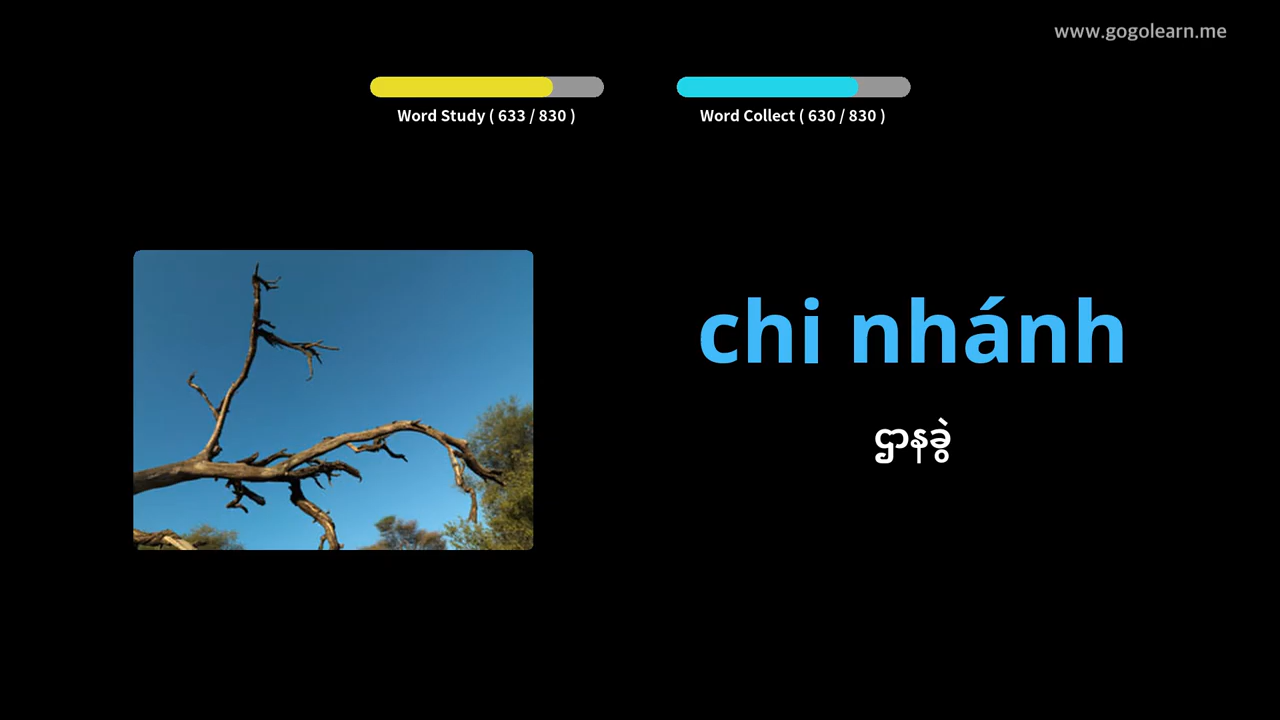 www.gogolearn.me
Word Study ( 633 / 830 )
Word Collect ( 630 / 830 )
chi nhánh
ဌာနခွဲ